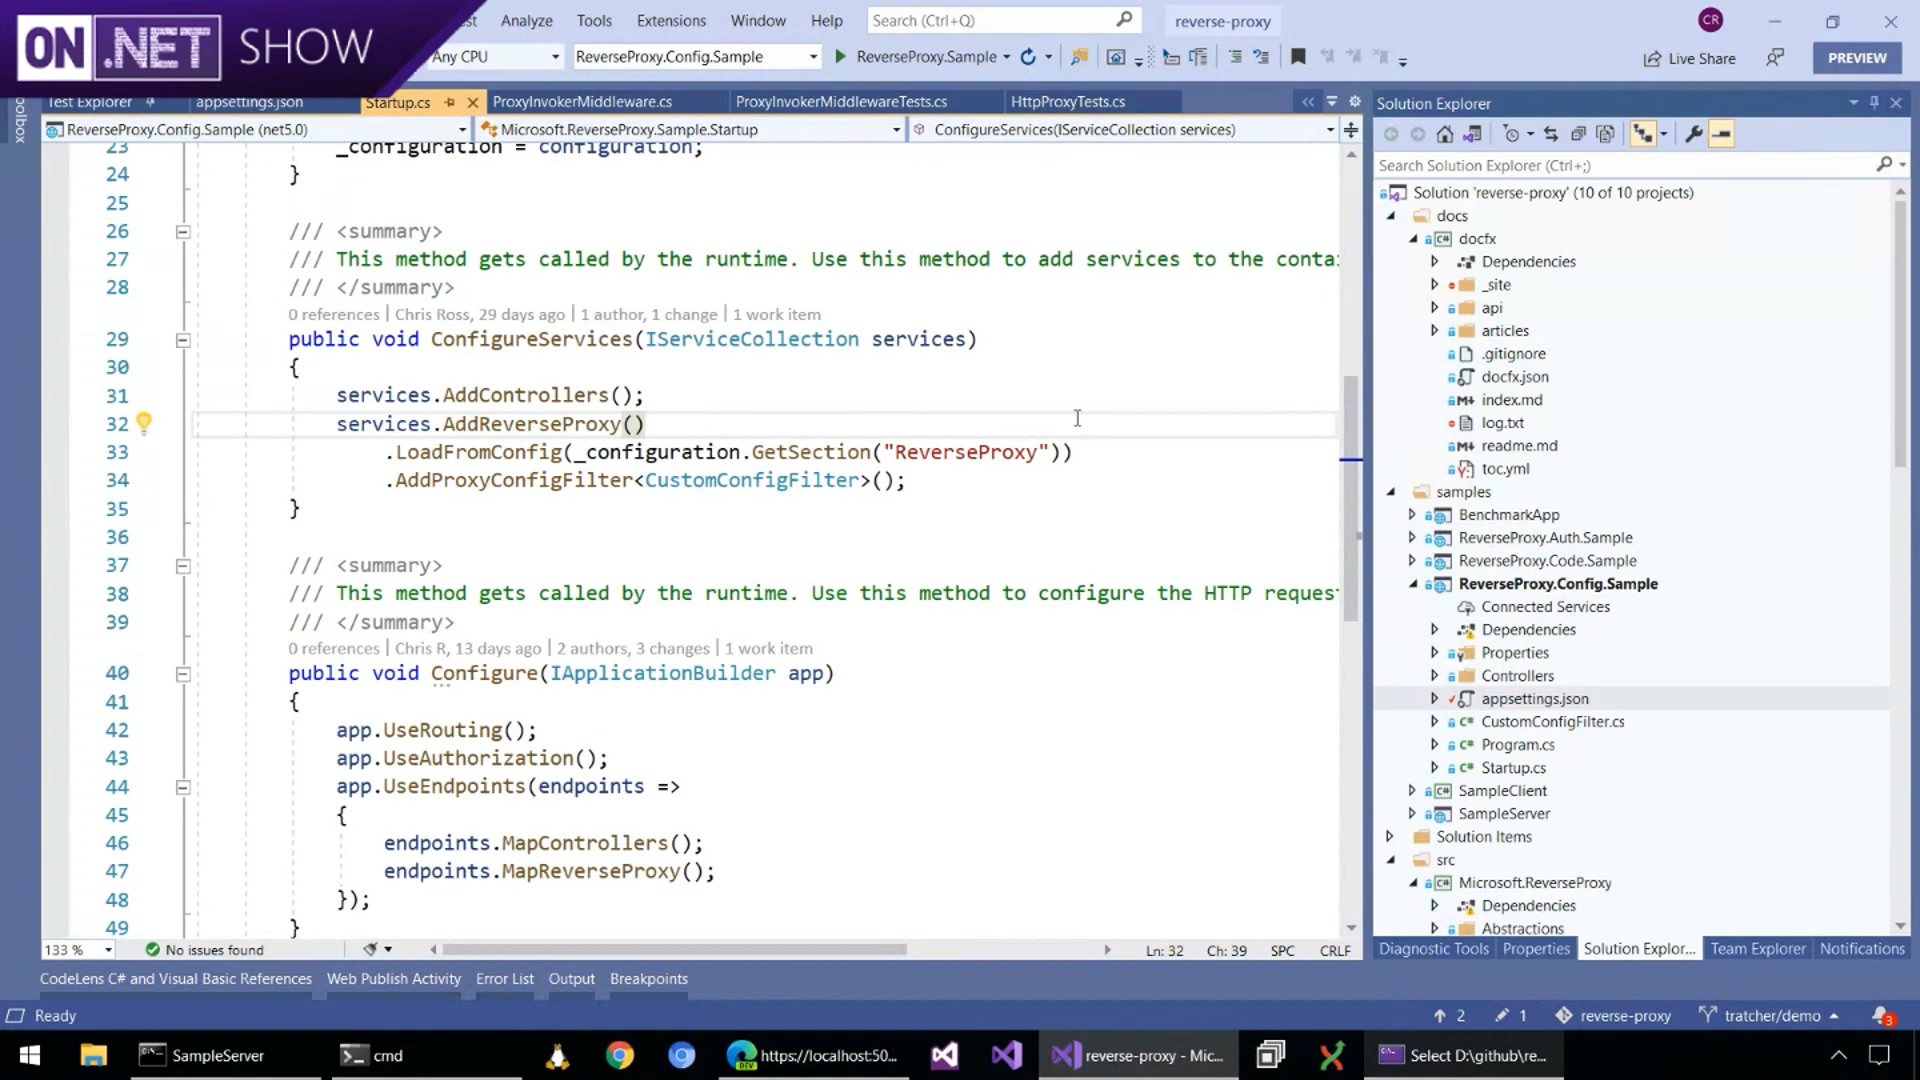 ON .NET SHOW
Analyze Tools Extensions Window Help Search (Ctrl+Q) reverse-proxy CR
Any CPU ReverseProxy.Config.Sample ReverseProxy.Sample Live Share PREVIEW
Test Explorer appsettings.json Startup.cs ProxyInvokerMiddleware.cs ProxyInvokerMiddlewareTests.cs HttpProxyTests.cs
ReverseProxy.Config.Sample (net5.0) Microsoft.ReverseProxy.Sample.Startup ConfigureServices(IServiceCollection services)
23 _configuration = configuration;
24 }
25
26 /// <summary>
27 /// This method gets called by the runtime. Use this method to add services to the contai
28 /// </summary>
0 references | Chris Ross, 29 days ago | 1 author, 1 change | 1 work item
29 public void ConfigureServices(IServiceCollection services)
30 {
31 services.AddControllers();
32 services.AddReverseProxy()
33 .LoadFromConfig(_configuration.GetSection("ReverseProxy"))
34 .AddProxyConfigFilter<CustomConfigFilter>();
35 }
36
37 /// <summary>
38 /// This method gets called by the runtime. Use this method to configure the HTTP request
39 /// </summary>
0 references | Chris R, 13 days ago | 2 authors, 3 changes | 1 work item
40 public void Configure(IApplicationBuilder app)
41 {
42 app.UseRouting();
43 app.UseAuthorization();
44 app.UseEndpoints(endpoints =>
45 {
46 endpoints.MapControllers();
47 endpoints.MapReverseProxy();
48 });
49 }
133 % No issues found Ln: 32 Ch: 39 SPC CRLF
Solution Explorer
Search Solution Explorer (Ctrl+;)
Solution 'reverse-proxy' (10 of 10 projects)
docs
docfx
Dependencies
_site
api
articles
.gitignore
docfx.json
index.md
log.txt
readme.md
toc.yml
samples
BenchmarkApp
ReverseProxy.Auth.Sample
ReverseProxy.Code.Sample
ReverseProxy.Config.Sample
Connected Services
Dependencies
Properties
Controllers
appsettings.json
CustomConfigFilter.cs
Program.cs
Startup.cs
SampleClient
SampleServer
Solution Items
src
Microsoft.ReverseProxy
Dependencies
Abstractions
Diagnostic Tools Properties Solution Explor... Team Explorer Notifications
CodeLens C# and Visual Basic References Web Publish Activity Error List Output Breakpoints
Ready 2 1 reverse-proxy tratcher/demo 3
SampleServer cmd DEV https://localhost:50... reverse-proxy - Mic... Select D:\github\re...